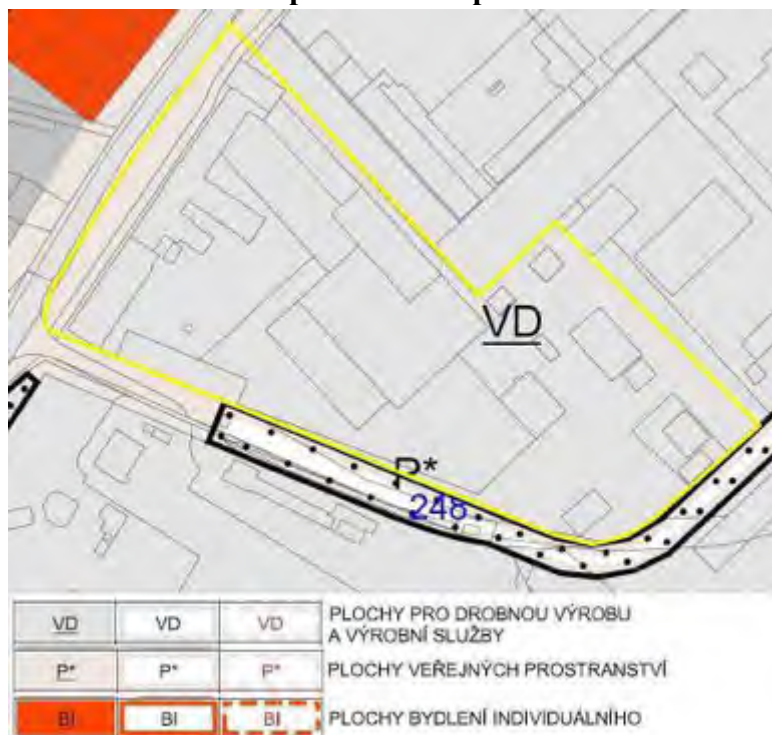 VD
P*
248
VD VD VD PLOCHY PRO DROBNOU VÝROBU
A VÝROBNÍ SLUŽBY
P* P* P* PLOCHY VEŘEJNÝCH PROSTRANSTVÍ
BI BI BI PLOCHY BYDLENÍ INDIVIDUÁLNÍHO